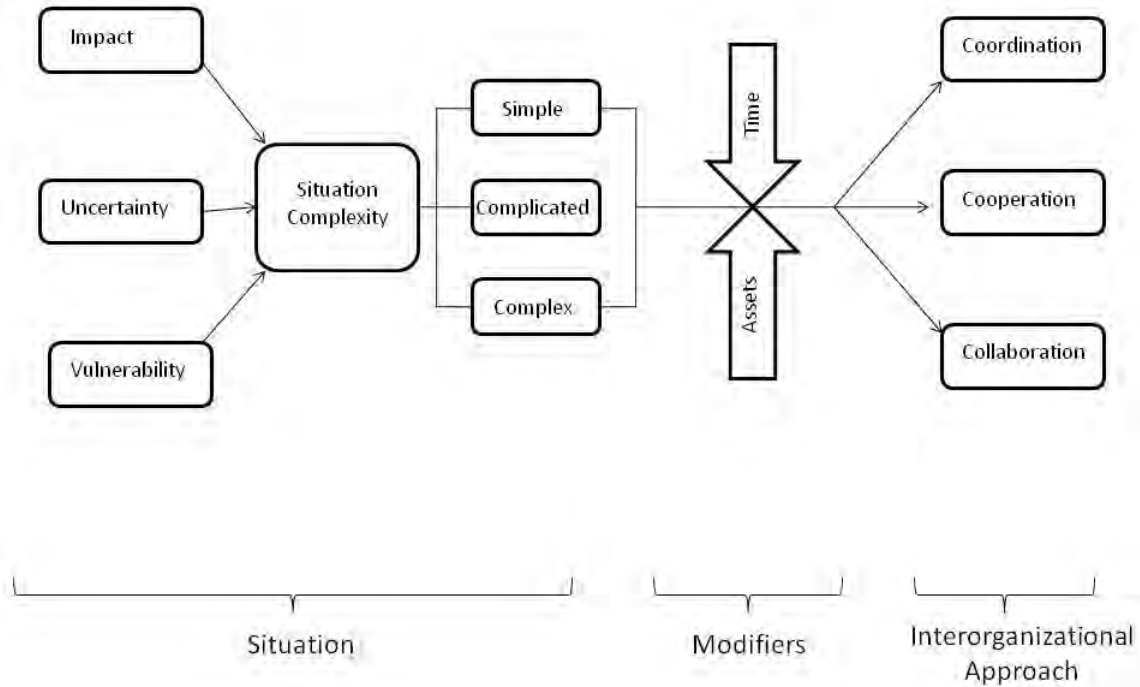 Impact
Uncertainty
Vulnerability
Situation
Complexity
Simple
Complicated
Complex
Time
Assets
Coordination
Cooperation
Collaboration
Situation
Modifiers
Interorganizational
Approach